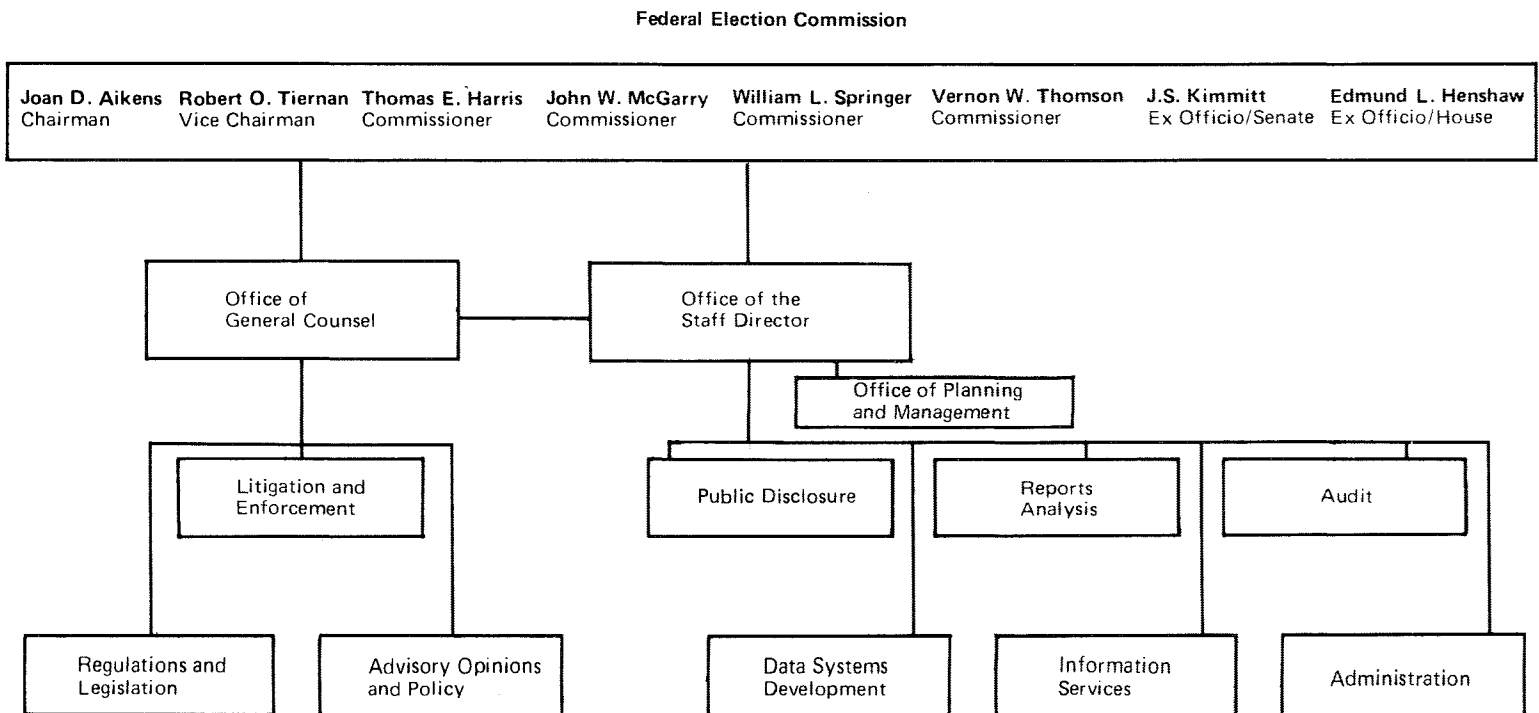 Federal Election Commission
Joan D. Aikens Robert O. Tiernan Thomas E. Harris John W. McGarry William L. Springer Vernon W. Thomson J.S. Kimmitt Edmund L. Henshaw
Chairman Vice Chairman Commissioner Commissioner Commissioner Commissioner Ex Officio/Senate Ex Officio/House
Office of
General Counsel
Office of the
Staff Director
Office of Planning
and Management
Litigation and
Enforcement
Public Disclosure
Reports
Analysis
Audit
Regulations and
Legislation
Advisory Opinions
and Policy
Data Systems
Development
Information
Services
Administration